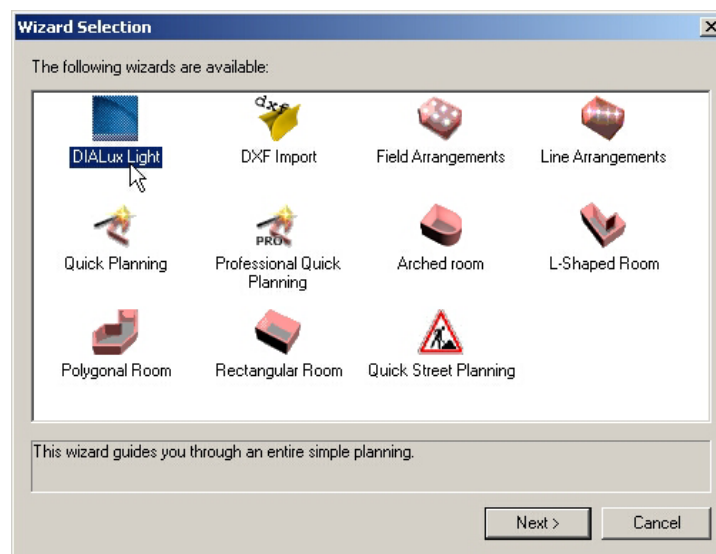 Wizard Selection
The following wizards are available:
dxf
DIALux Light
DXF Import
Field Arrangements
Line Arrangements
PRO
Quick Planning
Professional Quick
Planning
Arched room
L-Shaped Room
Polygonal Room
Rectangular Room
Quick Street Planning
This wizard guides you through an entire simple planning.
Next >
Cancel